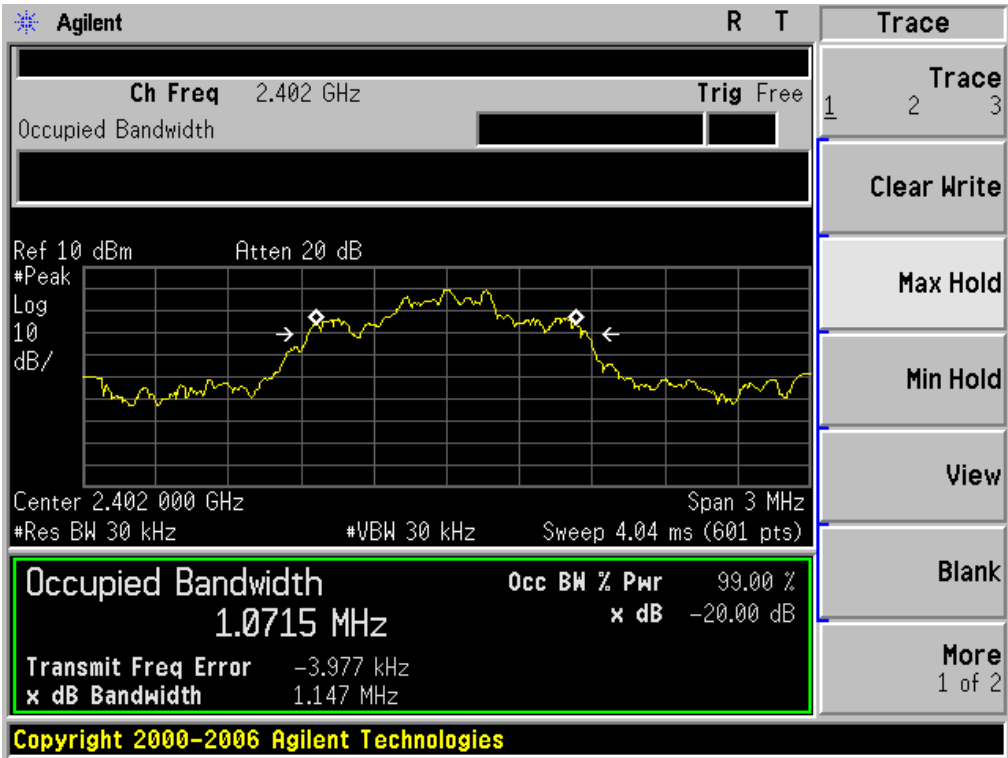 Agilent R T
Ch Freq 2.402 GHz Trig Free
Occupied Bandwidth
Ref 10 dBm Atten 20 dB
#Peak
Log
10
dB/
Center 2.402 000 GHz Span 3 MHz
#Res BW 30 kHz #VBW 30 kHz Sweep 4.04 ms (601 pts)
Occupied Bandwidth Occ BW % Pwr 99.00 %
1.0715 MHz x dB -20.00 dB
Transmit Freq Error -3.977 kHz
x dB Bandwidth 1.147 MHz
Copyright 2000-2006 Agilent Technologies
Trace
Trace
1 2 3
Clear Write
Max Hold
Min Hold
View
Blank
More
1 of 2